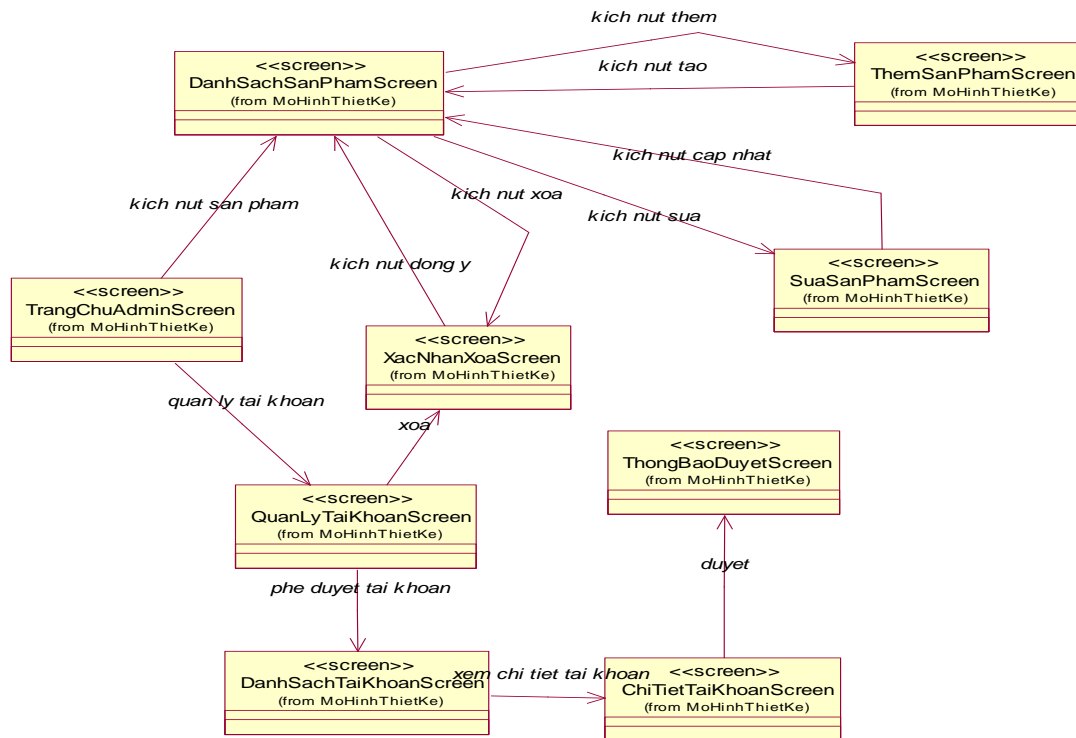 kich nut them
<<screen>>
DanhSachSanPhamScreen
(from MoHinhThietKe)
kich nut tao
<<screen>>
ThemSanPhamScreen
(from MoHinhThietKe)
kich nut cap nhat
kich nut xoa
kich nut san pham
kich nut sua
kich nut dong y
<<screen>>
SuaSanPhamScreen
(from MoHinhThietKe)
<<screen>>
TrangChuAdminScreen
(from MoHinhThietKe)
<<screen>>
XacNhanXoaScreen
(from MoHinhThietKe)
quan ly tai khoan
xoa
<<screen>>
ThongBaoDuyetScreen
(from MoHinhThietKe)
<<screen>>
QuanLyTaiKhoanScreen
(from MoHinhThietKe)
phe duyet tai khoan
duyet
<<screen>>
DanhSachTaiKhoanScreen
(from MoHinhThietKe)
xem chi tiet tai khoan
<<screen>>
ChiTietTaiKhoanScreen
(from MoHinhThietKe)